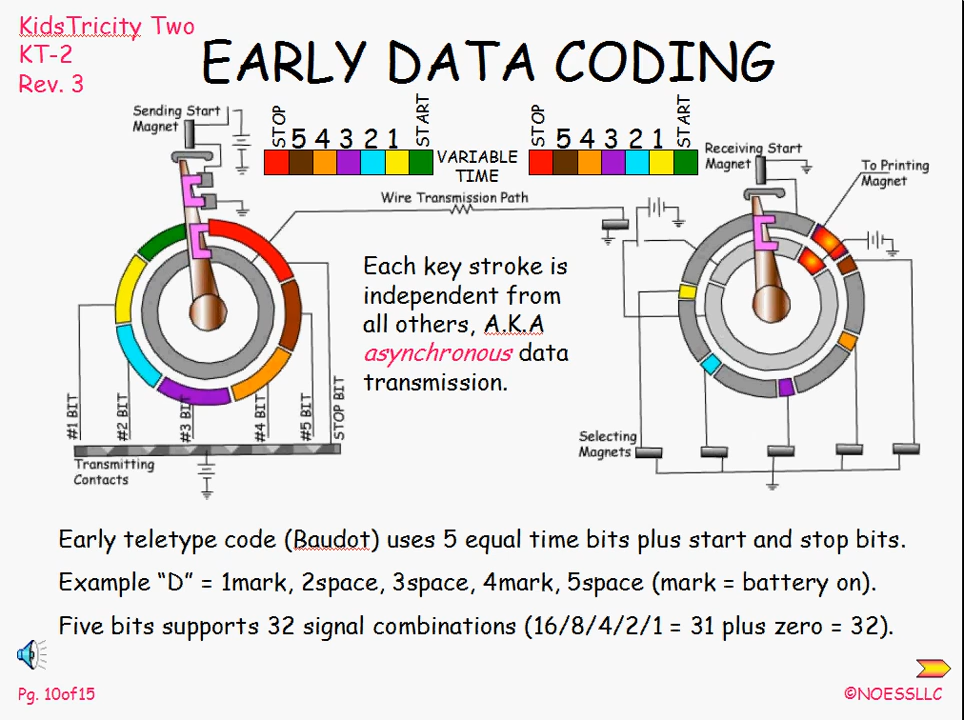 KidsTricity Two
KT-2
Rev. 3
EARLY DATA CODING
Sending Start
Magnet
STOP 5 4 3 2 1 START
VARIABLE
TIME
STOP 5 4 3 2 1 START
Receiving Start
Magnet
To Printing
Magnet
Wire Transmission Path
Each key stroke is
independent from
all others, A.K.A
asynchronous data
transmission.
#1 BIT
#2 BIT
#3 BIT
#4 BIT
#5 BIT
STOP BIT
Transmitting
Contacts
Selecting
Magnets
Early teletype code (Baudot) uses 5 equal time bits plus start and stop bits.
Example “D” = 1mark, 2space, 3space, 4mark, 5space (mark = battery on).
Five bits supports 32 signal combinations (16/8/4/2/1 = 31 plus zero = 32).
Pg. 10of15
©NOESSLLC